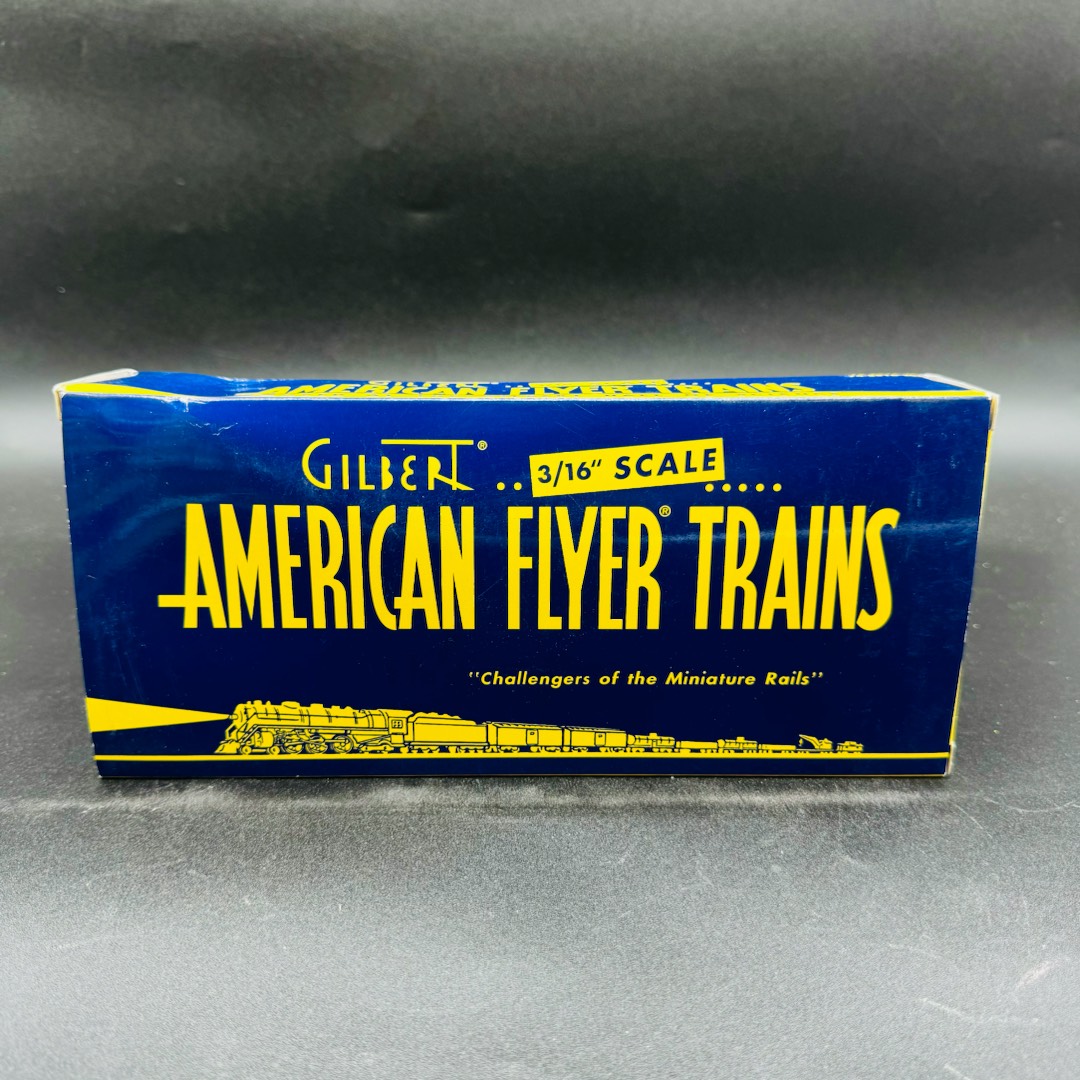 AMERICAN FLYER TRAINS
GILBERT® .. 3/16“ SCALE .....
AMERICAN FLYER® TRAINS
‘‘Challengers of the Miniature Rails’’